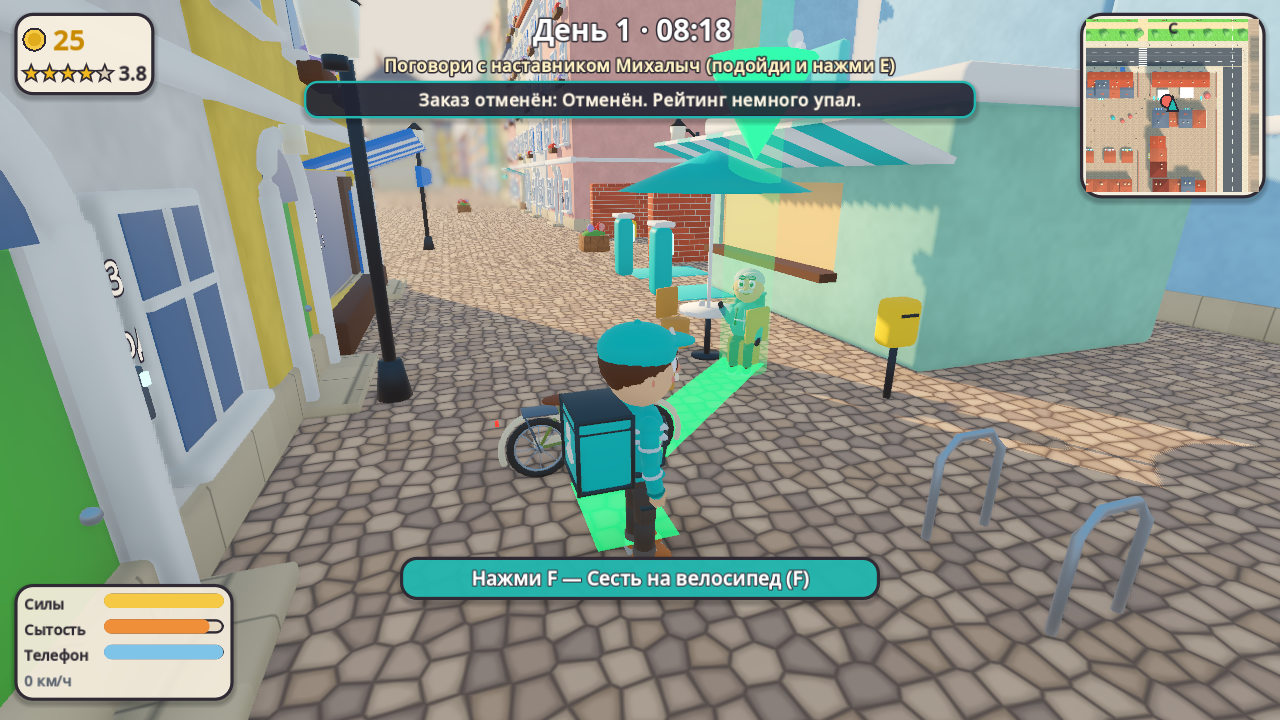 25
3.8
День 1 · 08:18
Поговори с наставником Михалыч (подойди и нажми E)
Заказ отменён: Отменён. Рейтинг немного упал.
С
3
Нажми F — Сесть на велосипед (F)
Силы
Сытость
Телефон
0 км/ч